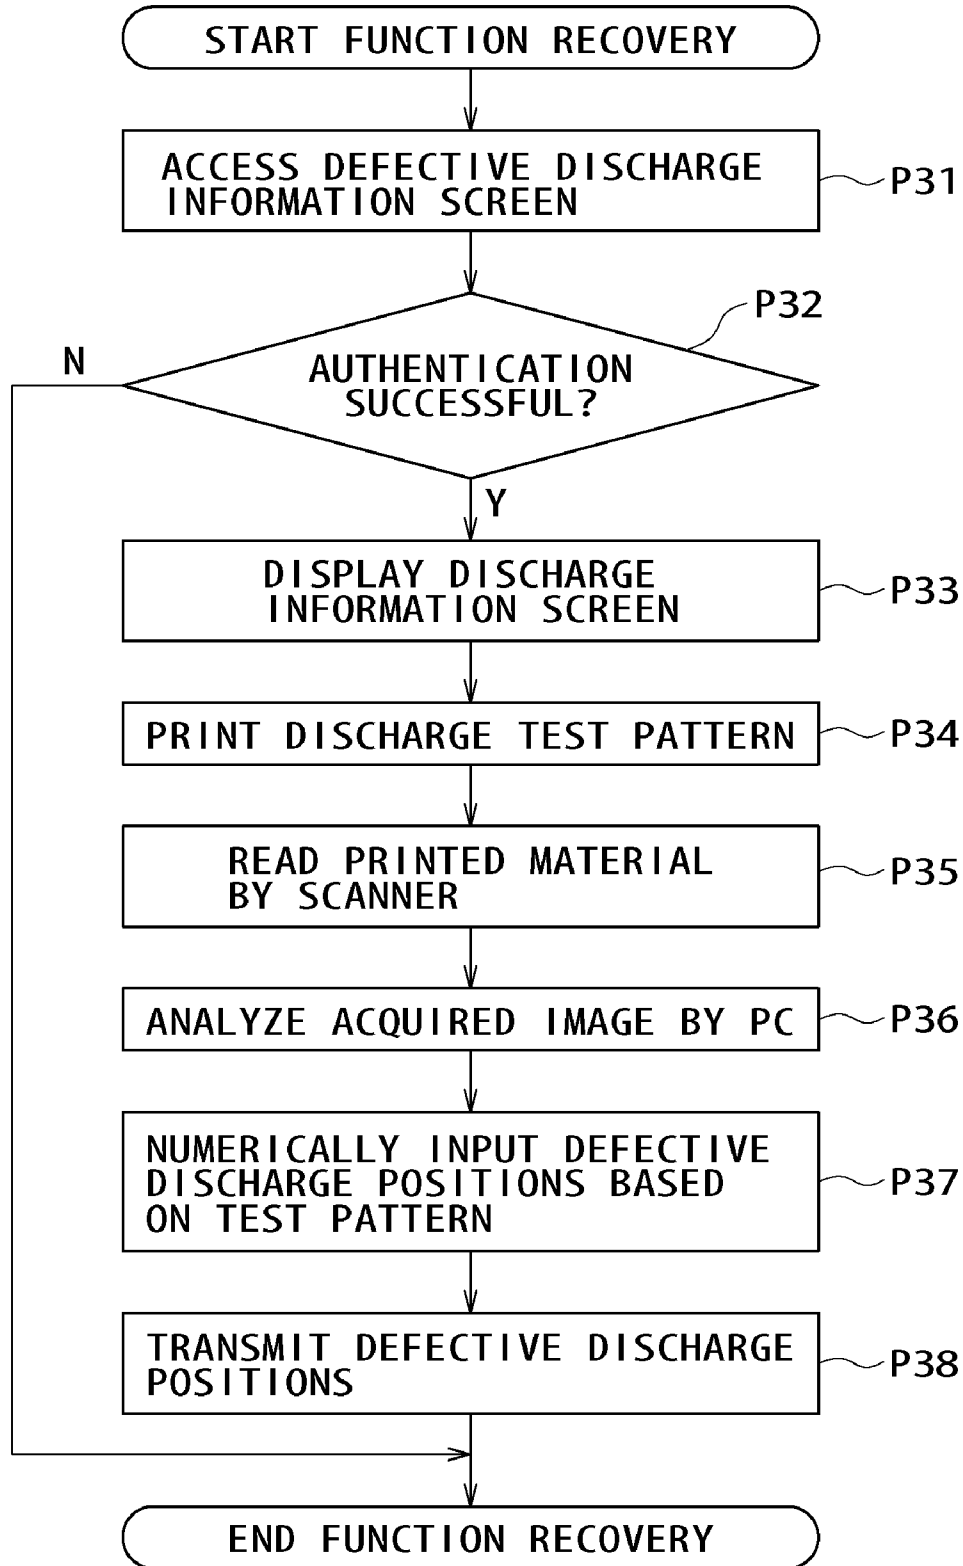 START FUNCTION RECOVERY
ACCESS DEFECTIVE DISCHARGE
INFORMATION SCREEN
P31
P32
N
AUTHENTICATION
SUCCESSFUL?
Y
DISPLAY DISCHARGE
INFORMATION SCREEN
P33
PRINT DISCHARGE TEST PATTERN
P34
READ PRINTED MATERIAL
BY SCANNER
P35
ANALYZE ACQUIRED IMAGE BY PC
P36
NUMERICALLY INPUT DEFECTIVE
DISCHARGE POSITIONS BASED
ON TEST PATTERN
P37
TRANSMIT DEFECTIVE DISCHARGE
POSITIONS
P38
END FUNCTION RECOVERY